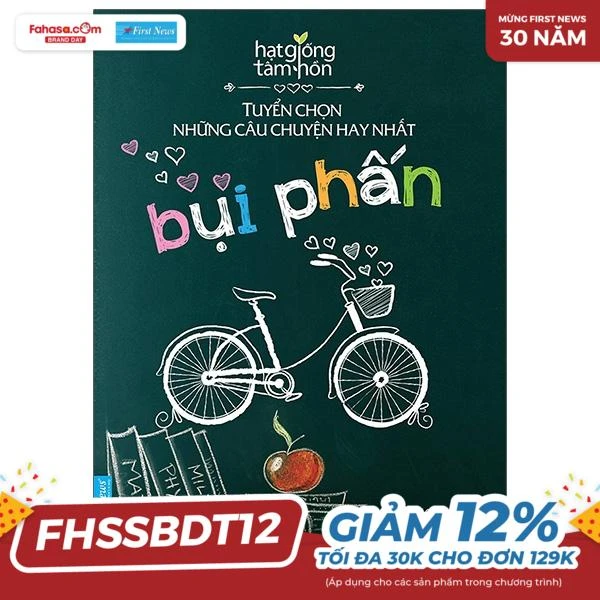 Fahasa.com
BRAND DAY
First News
MỪNG FIRST NEWS
30 NĂM
hạt giống
tâm hồn
TUYỂN CHỌN
NHỮNG CÂU CHUYỆN HAY NHẤT
bụi phấn
FHSSBDT12
GIẢM 12%
TỐI ĐA 30K CHO ĐƠN 129K
(Áp dụng cho các sản phẩm trong chương trình)